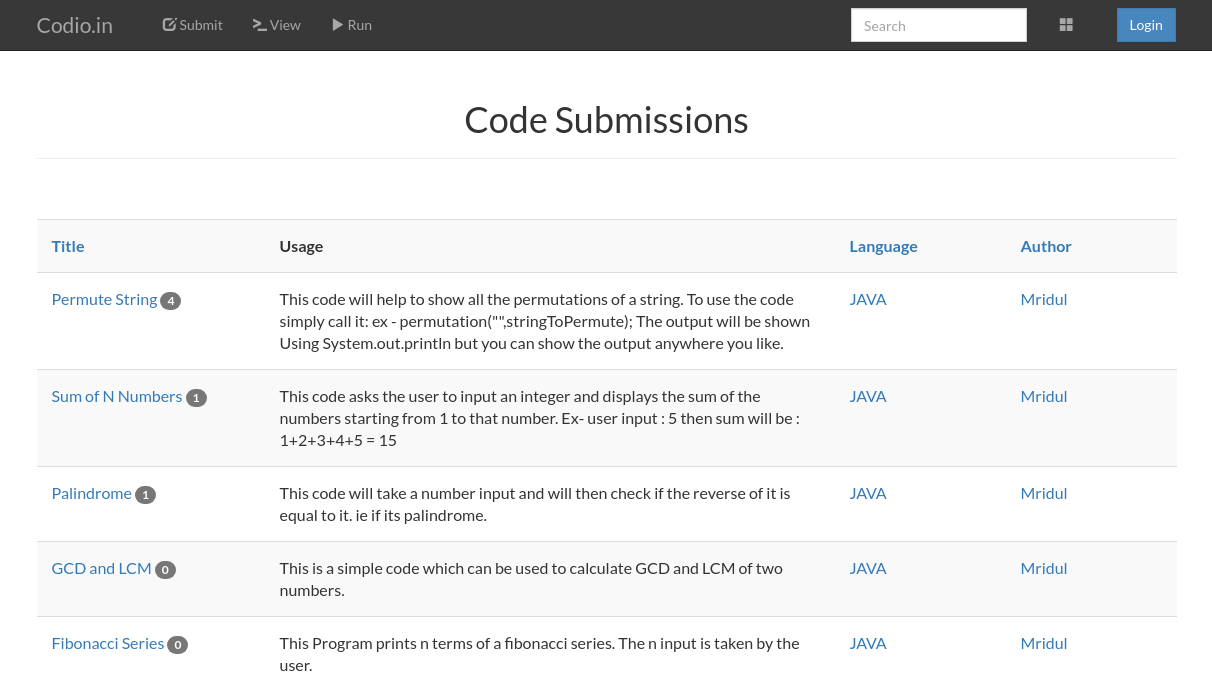 Codio.in Submit View Run Search Login
Code Submissions
Title Usage Language Author
Permute String 4 This code will help to show all the permutations of a string. To use the code JAVA Mridul
simply call it: ex - permutation("",stringToPermute); The output will be shown
Using System.out.println but you can show the output anywhere you like.
Sum of N Numbers 1 This code asks the user to input an integer and displays the sum of the JAVA Mridul
numbers starting from 1 to that number. Ex- user input : 5 then sum will be :
1+2+3+4+5 = 15
Palindrome 1 This code will take a number input and will then check if the reverse of it is JAVA Mridul
equal to it. ie if its palindrome.
GCD and LCM 0 This is a simple code which can be used to calculate GCD and LCM of two JAVA Mridul
numbers.
Fibonacci Series 0 This Program prints n terms of a fibonacci series. The n input is taken by the JAVA Mridul
user.